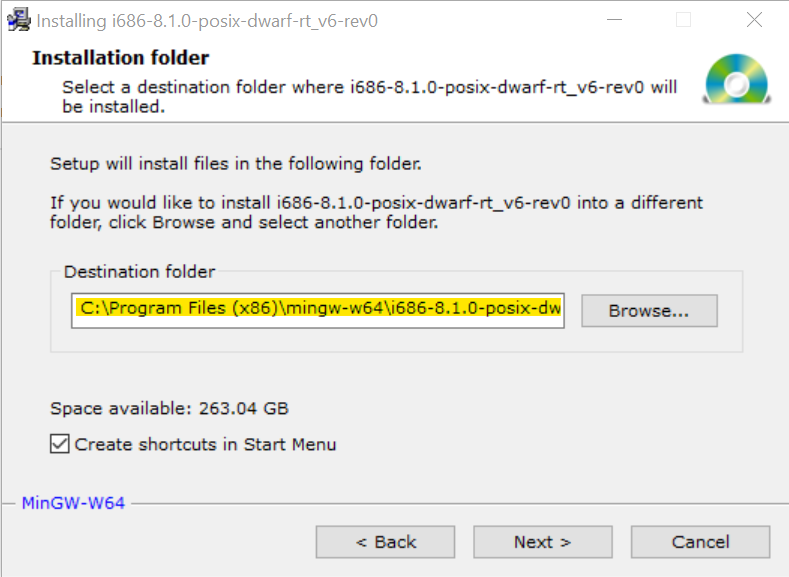 Installing i686-8.1.0-posix-dwarf-rt_v6-rev0
Installation folder
Select a destination folder where i686-8.1.0-posix-dwarf-rt_v6-rev0 will
be installed.
Setup will install files in the following folder.
If you would like to install i686-8.1.0-posix-dwarf-rt_v6-rev0 into a different
folder, click Browse and select another folder.
Destination folder
C:\Program Files (x86)\mingw-w64\i686-8.1.0-posix-dw
Browse...
Space available: 263.04 GB
Create shortcuts in Start Menu
MinGW-W64
< Back
Next >
Cancel